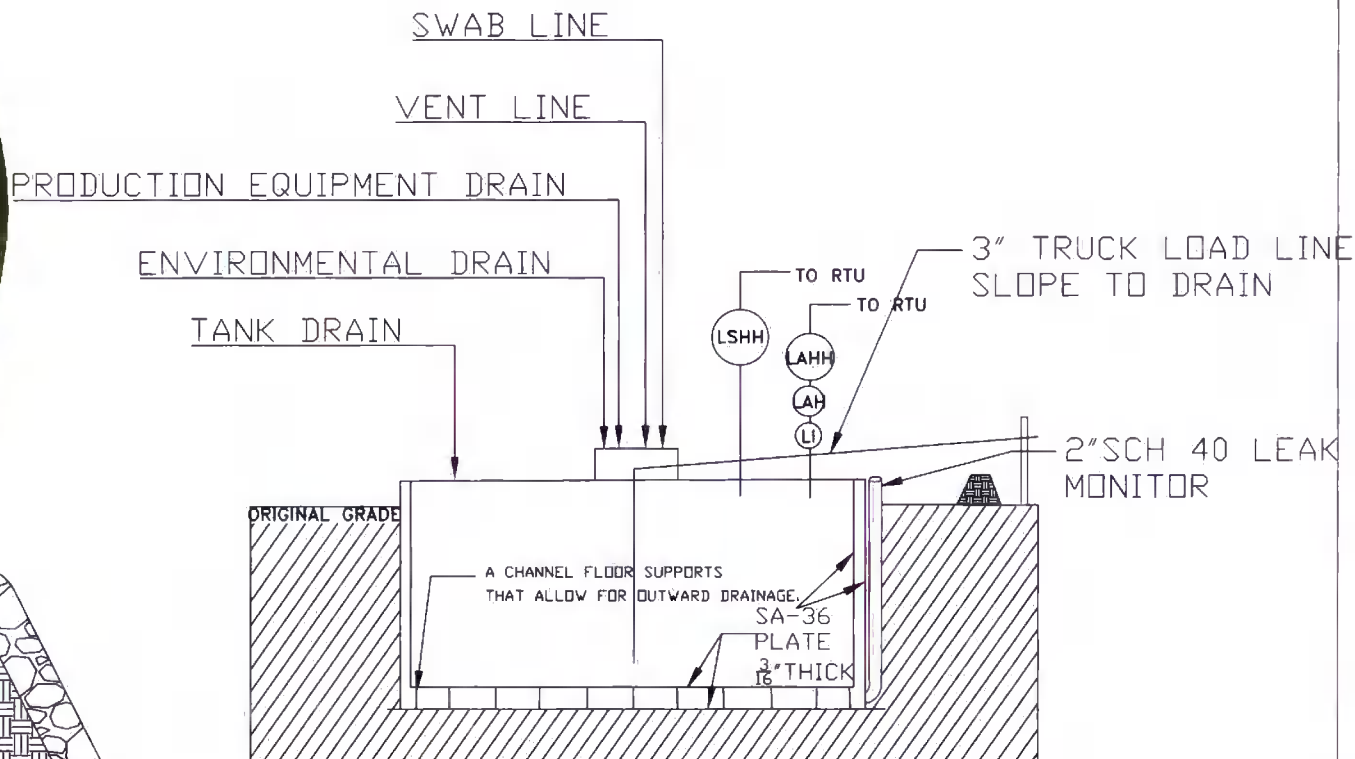 SWAB LINE
VENT LINE
PRODUCTION EQUIPMENT DRAIN
ENVIRONMENTAL DRAIN
TANK DRAIN
TO RTU
TO RTU
3" TRUCK LOAD LINE
SLOPE TO DRAIN
LSHH
LAHH
LAH
LI
2"SCH 40 LEAK
MONITOR
ORIGINAL GRADE
A CHANNEL FLOOR SUPPORTS
THAT ALLOW FOR OUTWARD DRAINAGE.
SA-36
PLATE
3/16"THICK